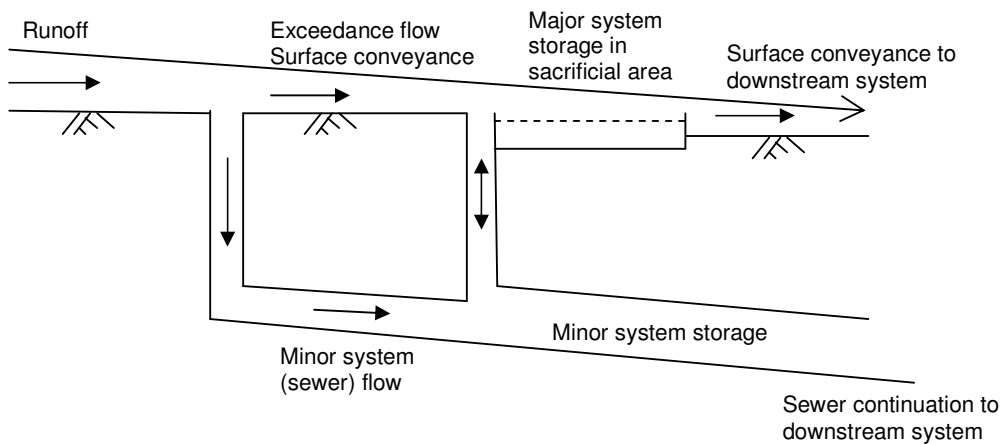 Runoff
Exceedance flow
Surface conveyance
Major system
storage in
sacrificial area
Surface conveyance to
downstream system
Minor system storage
Minor system
(sewer) flow
Sewer continuation to
downstream system